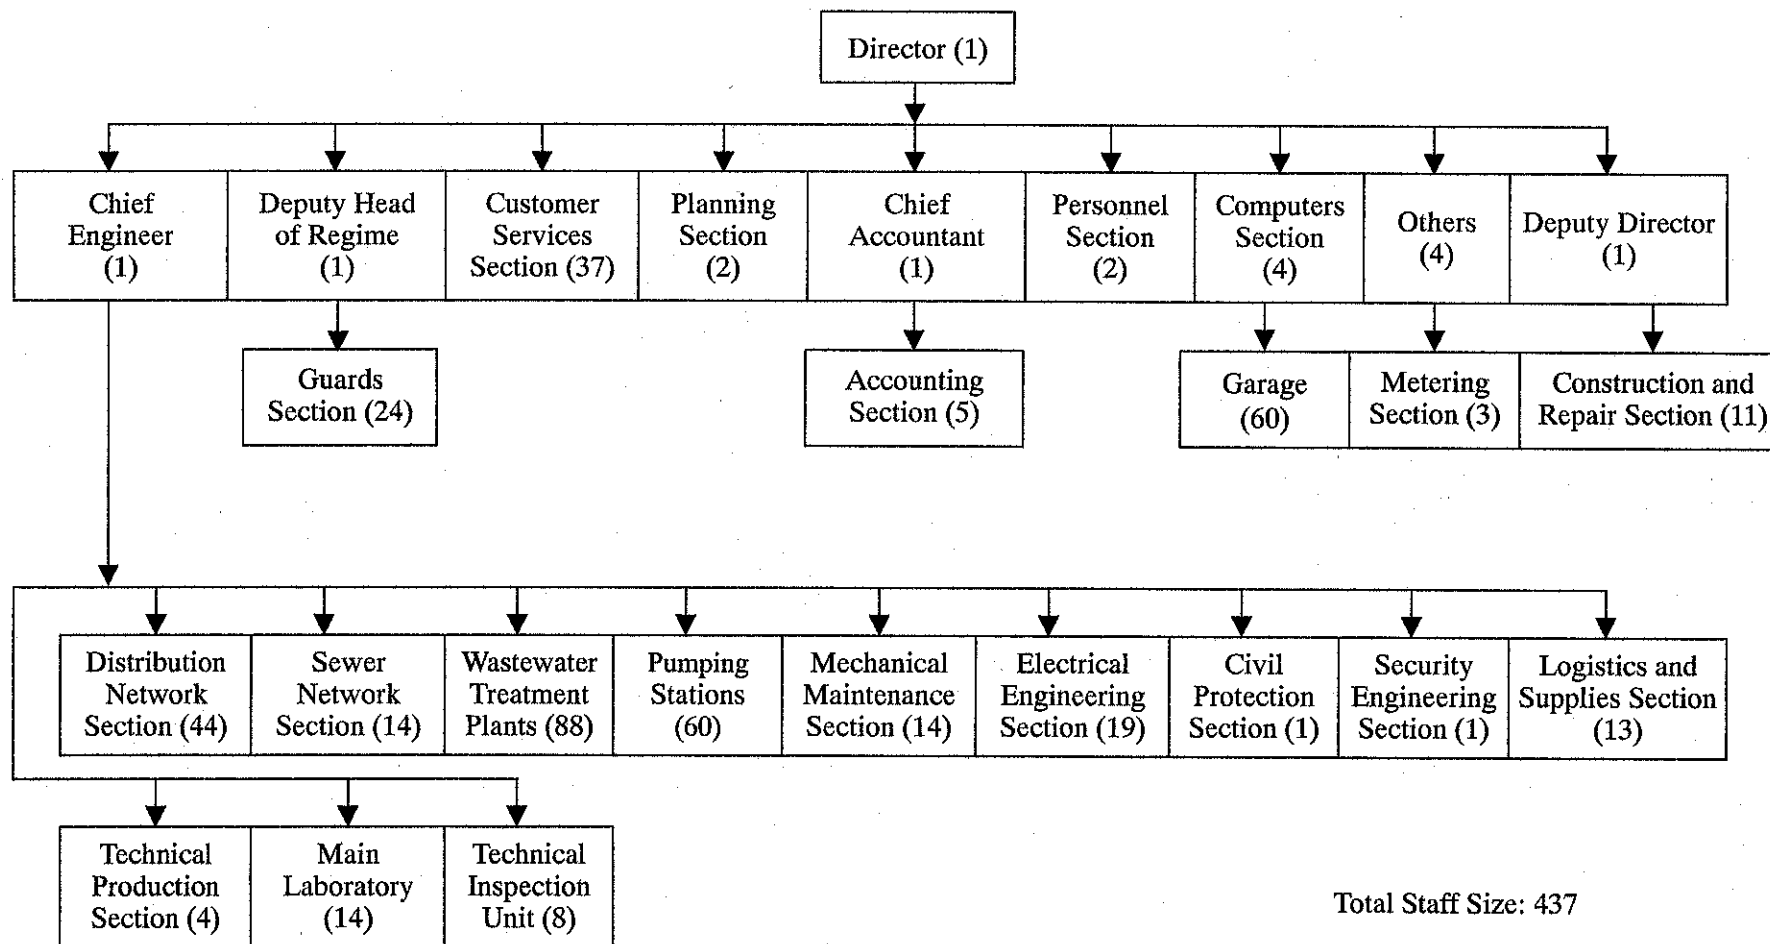 Director (1)
Chief
Engineer
(1)
Deputy Head
of Regime
(1)
Customer
Services
Section (37)
Planning
Section
(2)
Chief
Accountant
(1)
Personnel
Section
(2)
Computers
Section
(4)
Others
(4)
Deputy Director
(1)
Guards
Section (24)
Accounting
Section (5)
Garage
(60)
Metering
Section (3)
Construction and
Repair Section (11)
Distribution
Network
Section (44)
Sewer
Network
Section (14)
Wastewater
Treatment
Plants (88)
Pumping
Stations
(60)
Mechanical
Maintenance
Section (14)
Electrical
Engineering
Section (19)
Civil
Protection
Section (1)
Security
Engineering
Section (1)
Logistics and
Supplies Section
(13)
Technical
Production
Section (4)
Main
Laboratory
(14)
Technical
Inspection
Unit (8)
Total Staff Size: 437